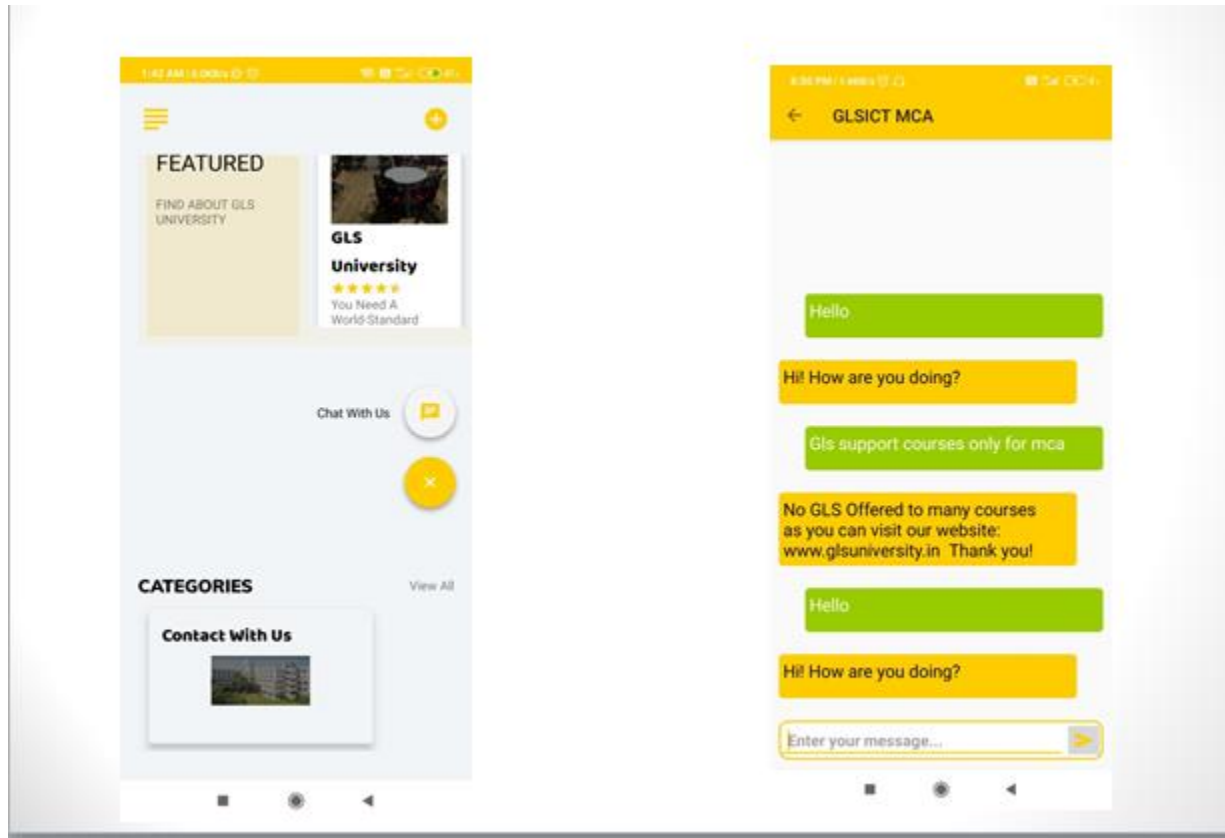 1:42 AM
FEATURED
FIND ABOUT GLS
UNIVERSITY
GLS
University
You Need A
World-Standard
Chat With Us
CATEGORIES
View All
Contact With Us
GLSICT MCA
Hello
Hi! How are you doing?
Gls support courses only for mca
No GLS Offered to many courses
as you can visit our website:
www.glsuniversity.in Thank you!
Hello
Hi! How are you doing?
Enter your message...